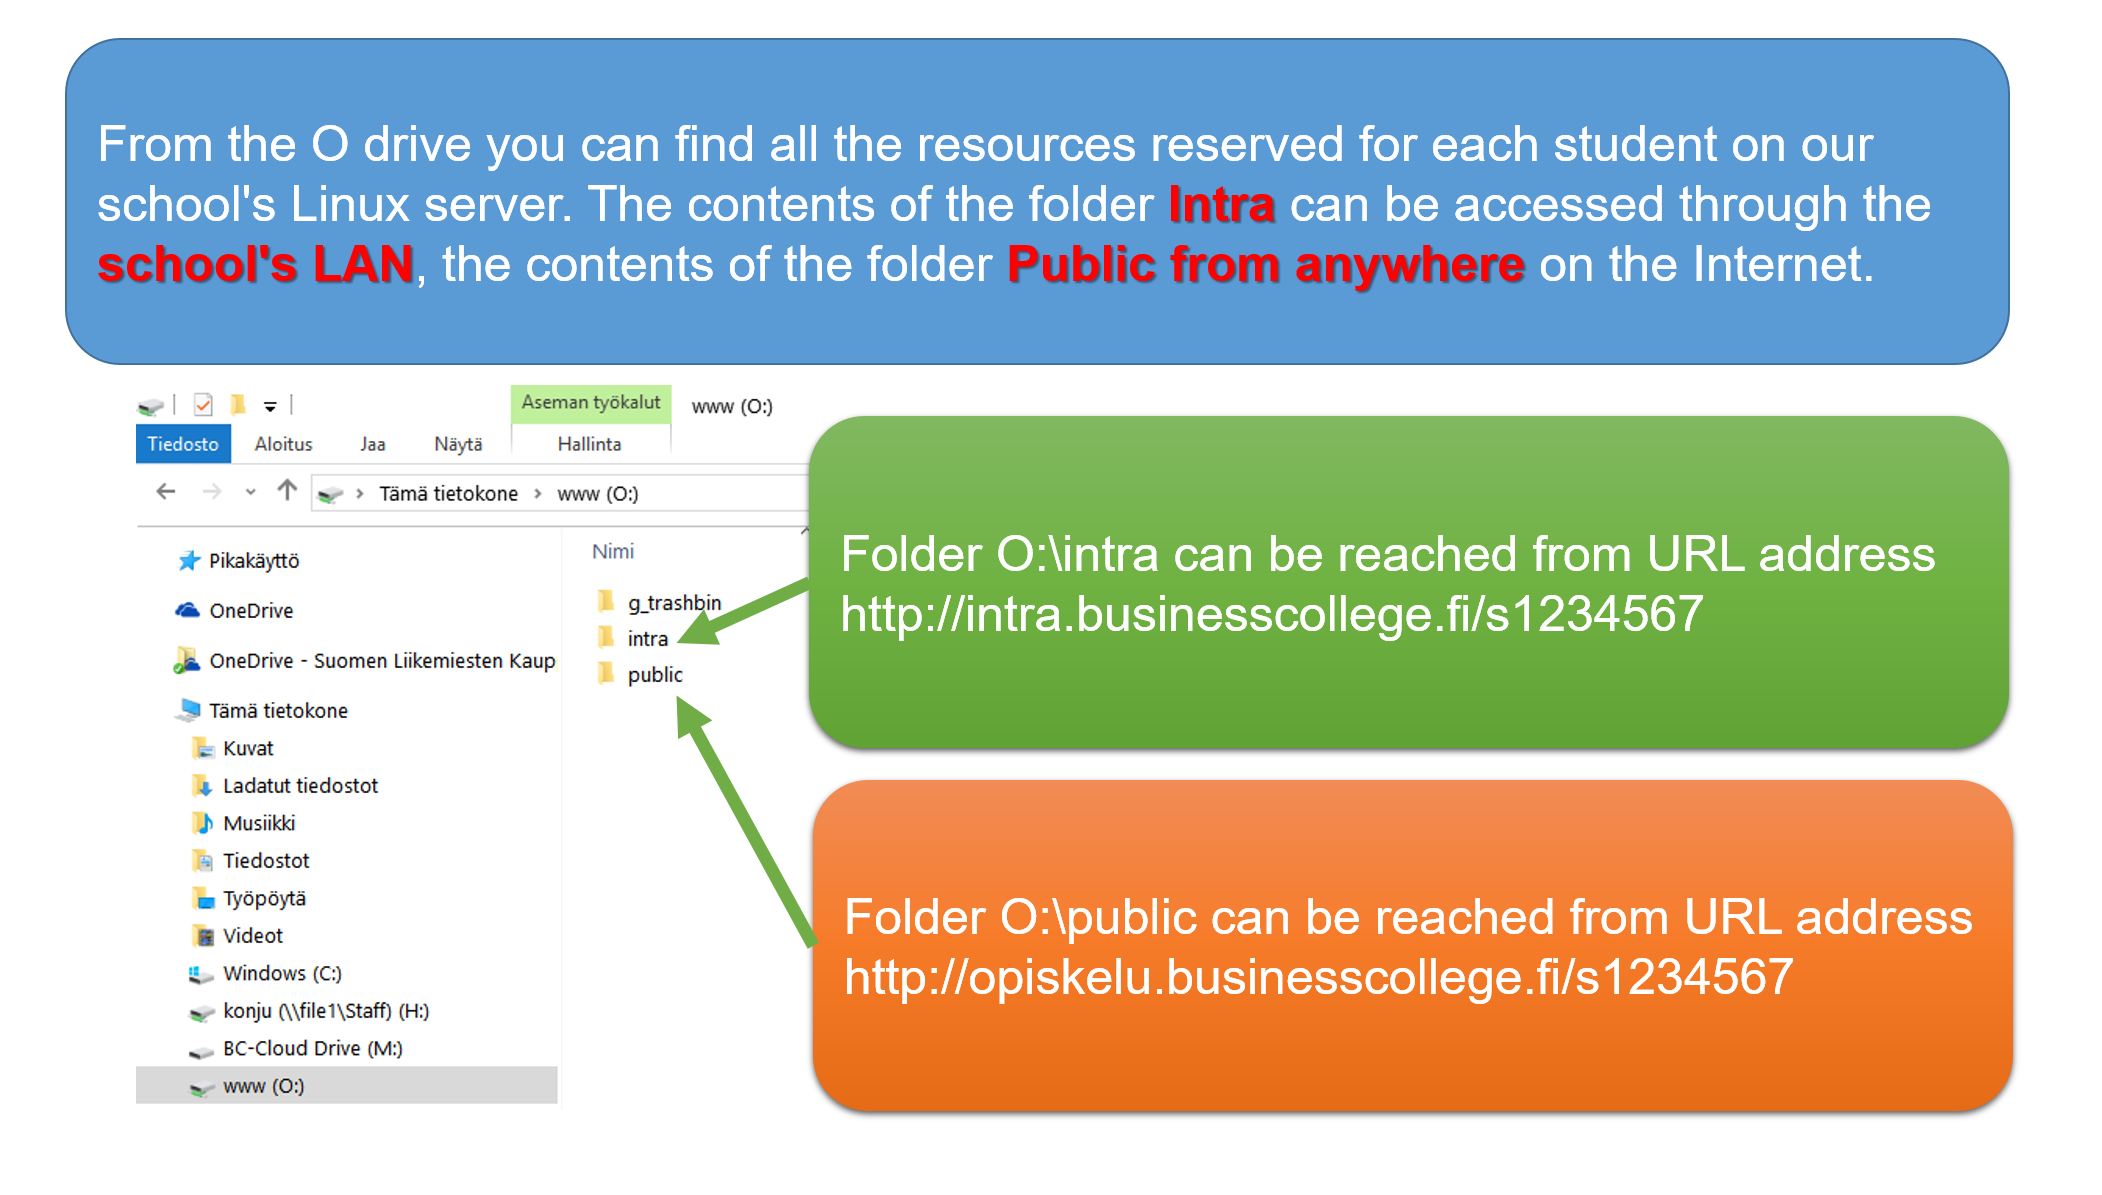 From the O drive you can find all the resources reserved for each student on our
school's Linux server. The contents of the folder Intra can be accessed through the
school's LAN, the contents of the folder Public from anywhere on the Internet.
Aseman työkalut
www (O:)
Tiedosto Aloitus Jaa Näytä Hallinta
Tämä tietokone › www (O:)
Pikakäyttö
OneDrive
OneDrive - Suomen Liikemiesten Kaup
Tämä tietokone
Kuvat
Ladatut tiedostot
Musiikki
Tiedostot
Työpöytä
Videot
Windows (C:)
konju (\\file1\Staff) (H:)
BC-Cloud Drive (M:)
www (O:)
Nimi
g_trashbin
intra
public
Folder O:\intra can be reached from URL address
http://intra.businesscollege.fi/s1234567
Folder O:\public can be reached from URL address
http://opiskelu.businesscollege.fi/s1234567